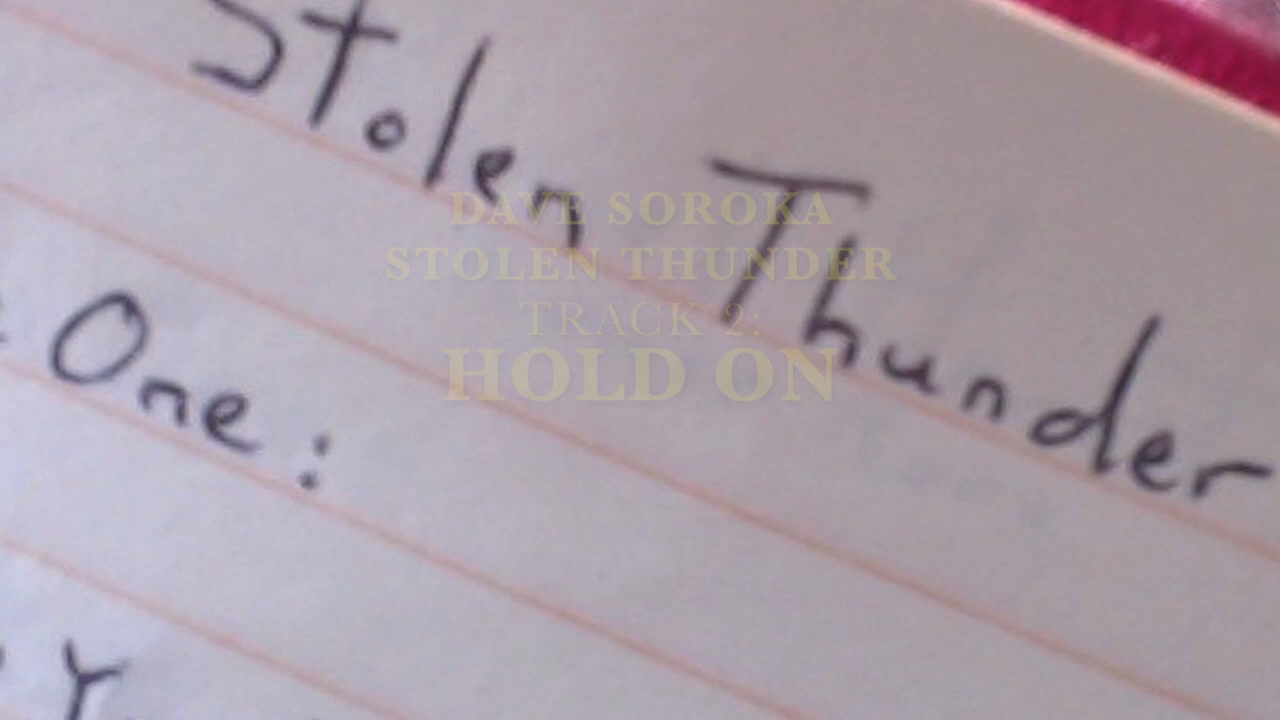 Stolen Thunder
DAVE SOROKA
STOLEN THUNDER
TRACK 2:
HOLD ON
One: